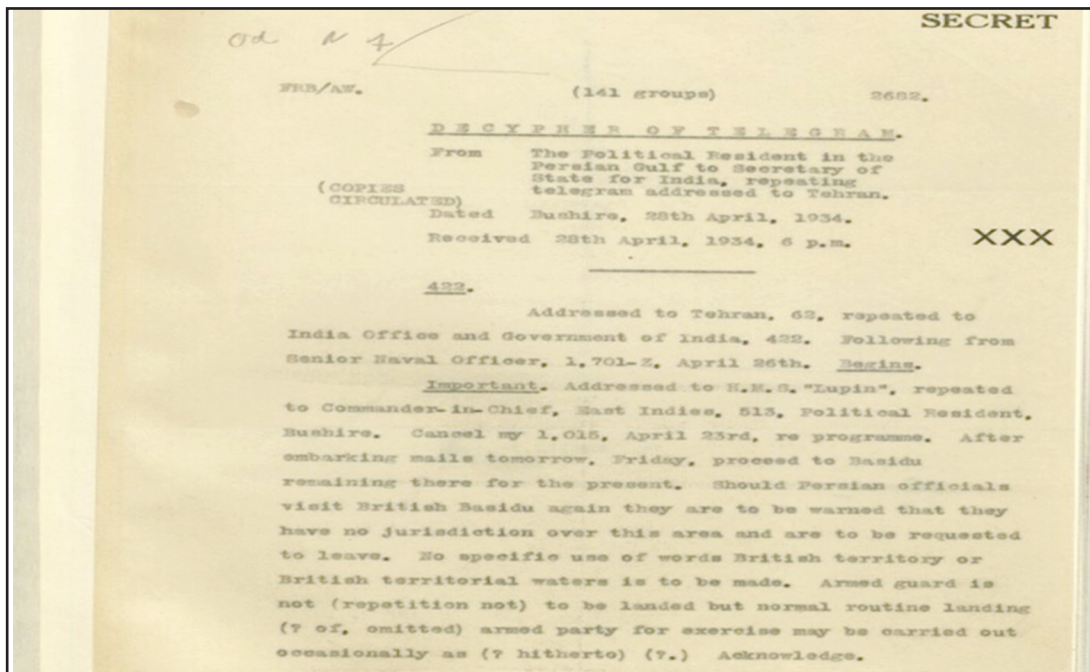 SECRET
Od N 7
FRB/AW. (141 groups) 2682.
DECYPHER OF TELEGRAM.
From The Political Resident in the
Persian Gulf to Secretary of
State for India, repeating
(COPIES telegram addressed to Tehran.
CIRCULATED)
Dated Bushire, 28th April, 1934.
Received 28th April, 1934, 6 p.m. XXX
422.
Addressed to Tehran, 62, repeated to
India Office and Government of India, 422. Following from
Senior Naval Officer, 1,701-Z, April 26th. Begins.
Important. Addressed to H.M.S. "Lupin", repeated
to Commander-in-Chief, East Indies, 513, Political Resident,
Bushire. Cancel my 1,015, April 23rd, re programme. After
embarking mails tomorrow, Friday, proceed to Basidu
remaining there for the present. Should Persian officials
visit British Basidu again they are to be warned that they
have no jurisdiction over this area and are to be requested
to leave. No specific use of words British territory or
British territorial waters is to be made. Armed guard is
not (repetition not) to be landed but normal routine landing
(? of, omitted) armed party for exercise may be carried out
occasionally as (? hitherto) (?.) Acknowledge.